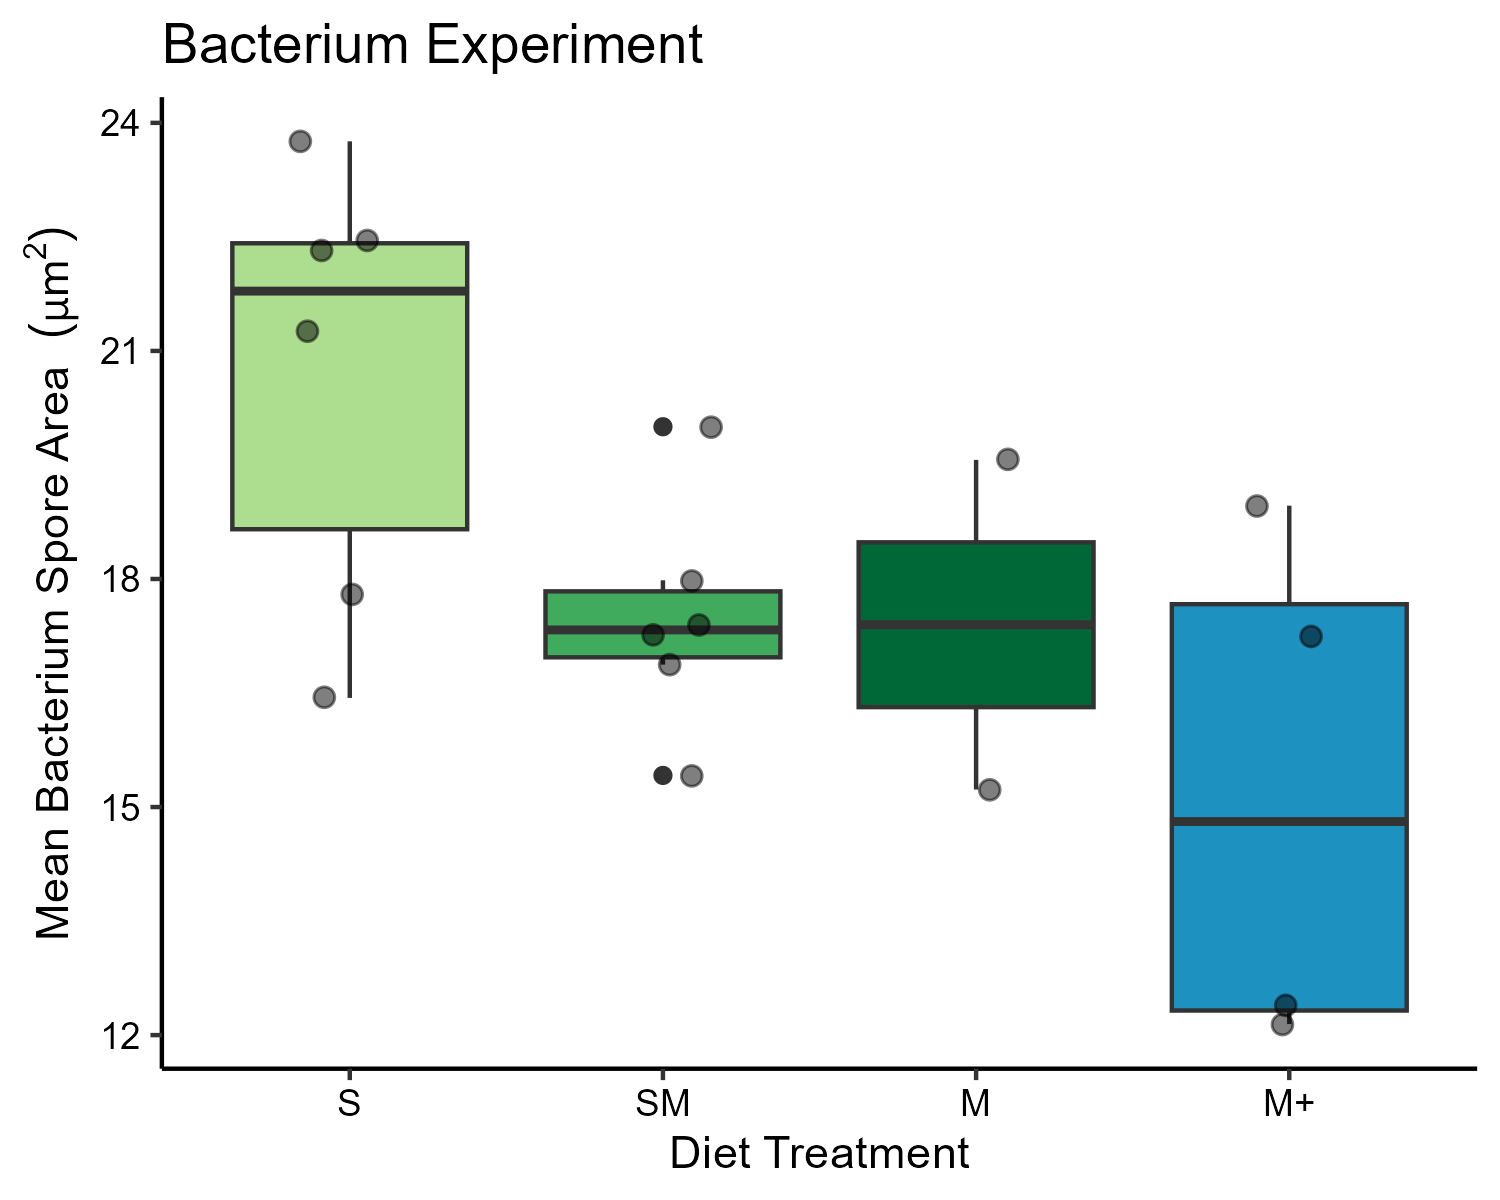 Bacterium Experiment
Mean Bacterium Spore Area (µm²)
24
21
18
15
12
S SM M M+
Diet Treatment